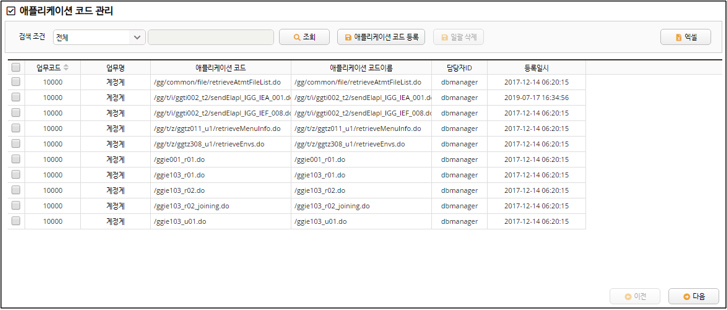 애플리케이션 코드 관리
검색 조건 전체 조회 애플리케이션 코드 등록 일괄 삭제 엑셀
업무코드 업무명 애플리케이션 코드 애플리케이션 코드이름 담당자ID 등록일시
10000 계정계 /gg/common/file/retrieveAtmtFileList.do /gg/common/file/retrieveAtmtFileList.do dbmanager 2017-12-14 06:20:15
10000 계정계 /gg/t/i/ggti002_t2/sendElapl_IGG_IEA_001.do /gg/t/i/ggti002_t2/sendElapl_IGG_IEA_001.do dbmanager 2019-07-17 16:34:56
10000 계정계 /gg/t/i/ggti002_t2/sendElapl_IGG_IEF_008.do /gg/t/i/ggti002_t2/sendElapl_IGG_IEF_008.do dbmanager 2017-12-14 06:20:15
10000 계정계 /gg/t/z/ggtz011_u1/retrieveMenuInfo.do /gg/t/z/ggtz011_u1/retrieveMenuInfo.do dbmanager 2017-12-14 06:20:15
10000 계정계 /gg/t/z/ggtz308_u1/retrieveEnvs.do /gg/t/z/ggtz308_u1/retrieveEnvs.do dbmanager 2017-12-14 06:20:15
10000 계정계 /ggie001_r01.do /ggie001_r01.do dbmanager 2017-12-14 06:20:15
10000 계정계 /ggie103_r01.do /ggie103_r01.do dbmanager 2017-12-14 06:20:15
10000 계정계 /ggie103_r02.do /ggie103_r02.do dbmanager 2017-12-14 06:20:15
10000 계정계 /ggie103_r02_joining.do /ggie103_r02_joining.do dbmanager 2017-12-14 06:20:15
10000 계정계 /ggie103_u01.do /ggie103_u01.do dbmanager 2017-12-14 06:20:15
이전 다음